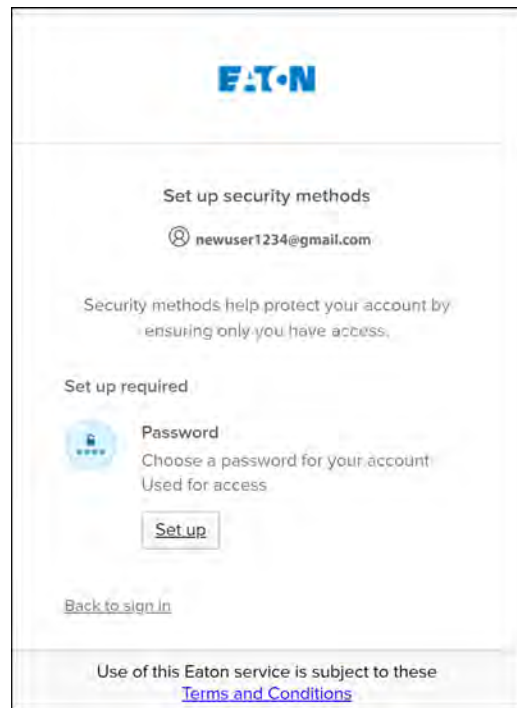 EATON
Set up security methods
newuser1234@gmail.com
Security methods help protect your account by
ensuring only you have access.
Set up required
Password
Choose a password for your account
Used for access
Set up
Back to sign in
Use of this Eaton service is subject to these
Terms and Conditions